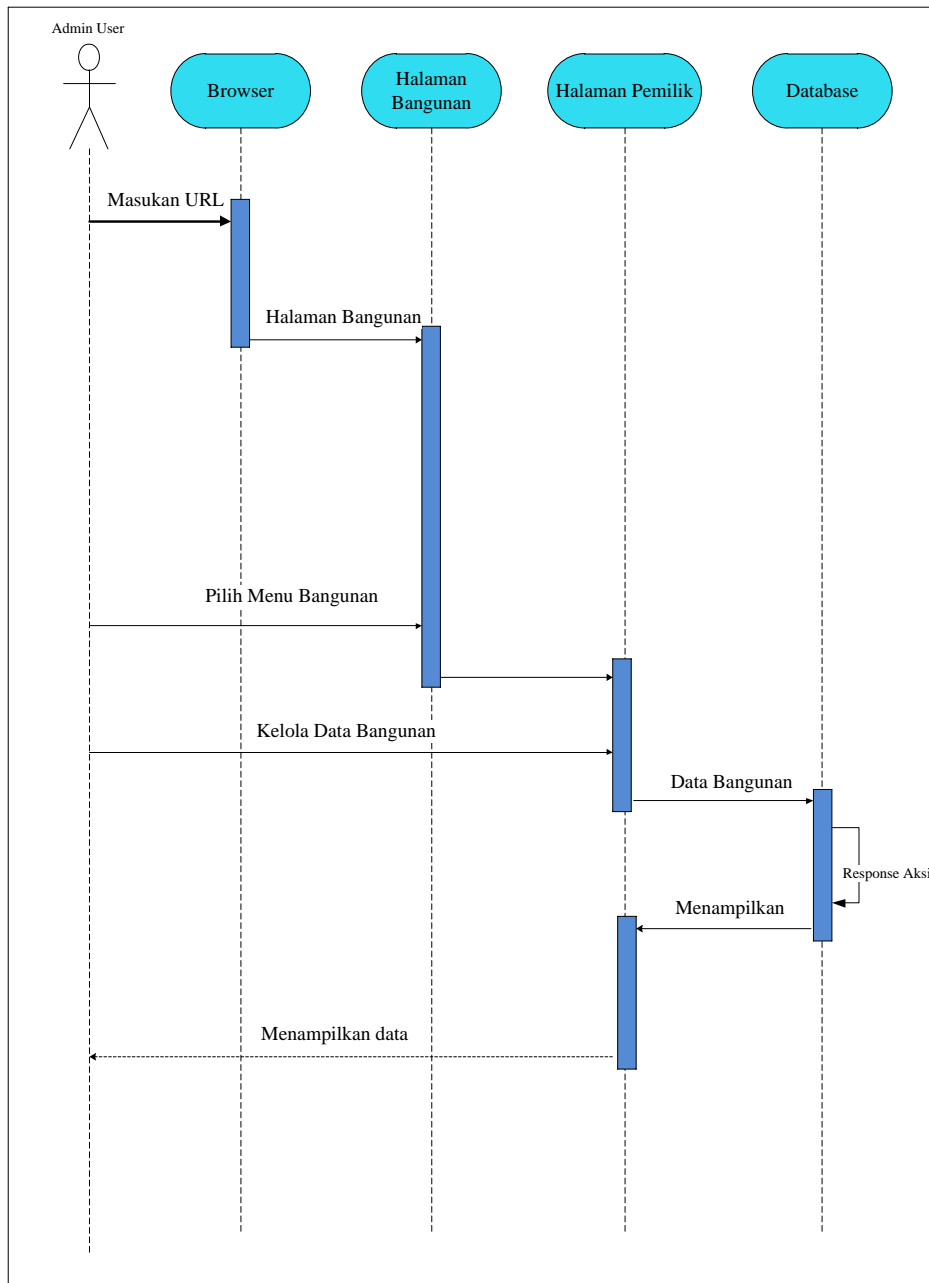 Admin User
Browser
Halaman
Bangunan
Halaman Pemilik
Database
Masukan URL
Halaman Bangunan
Pilih Menu Bangunan
Kelola Data Bangunan
Data Bangunan
Response Aksi
Menampilkan
Menampilkan data